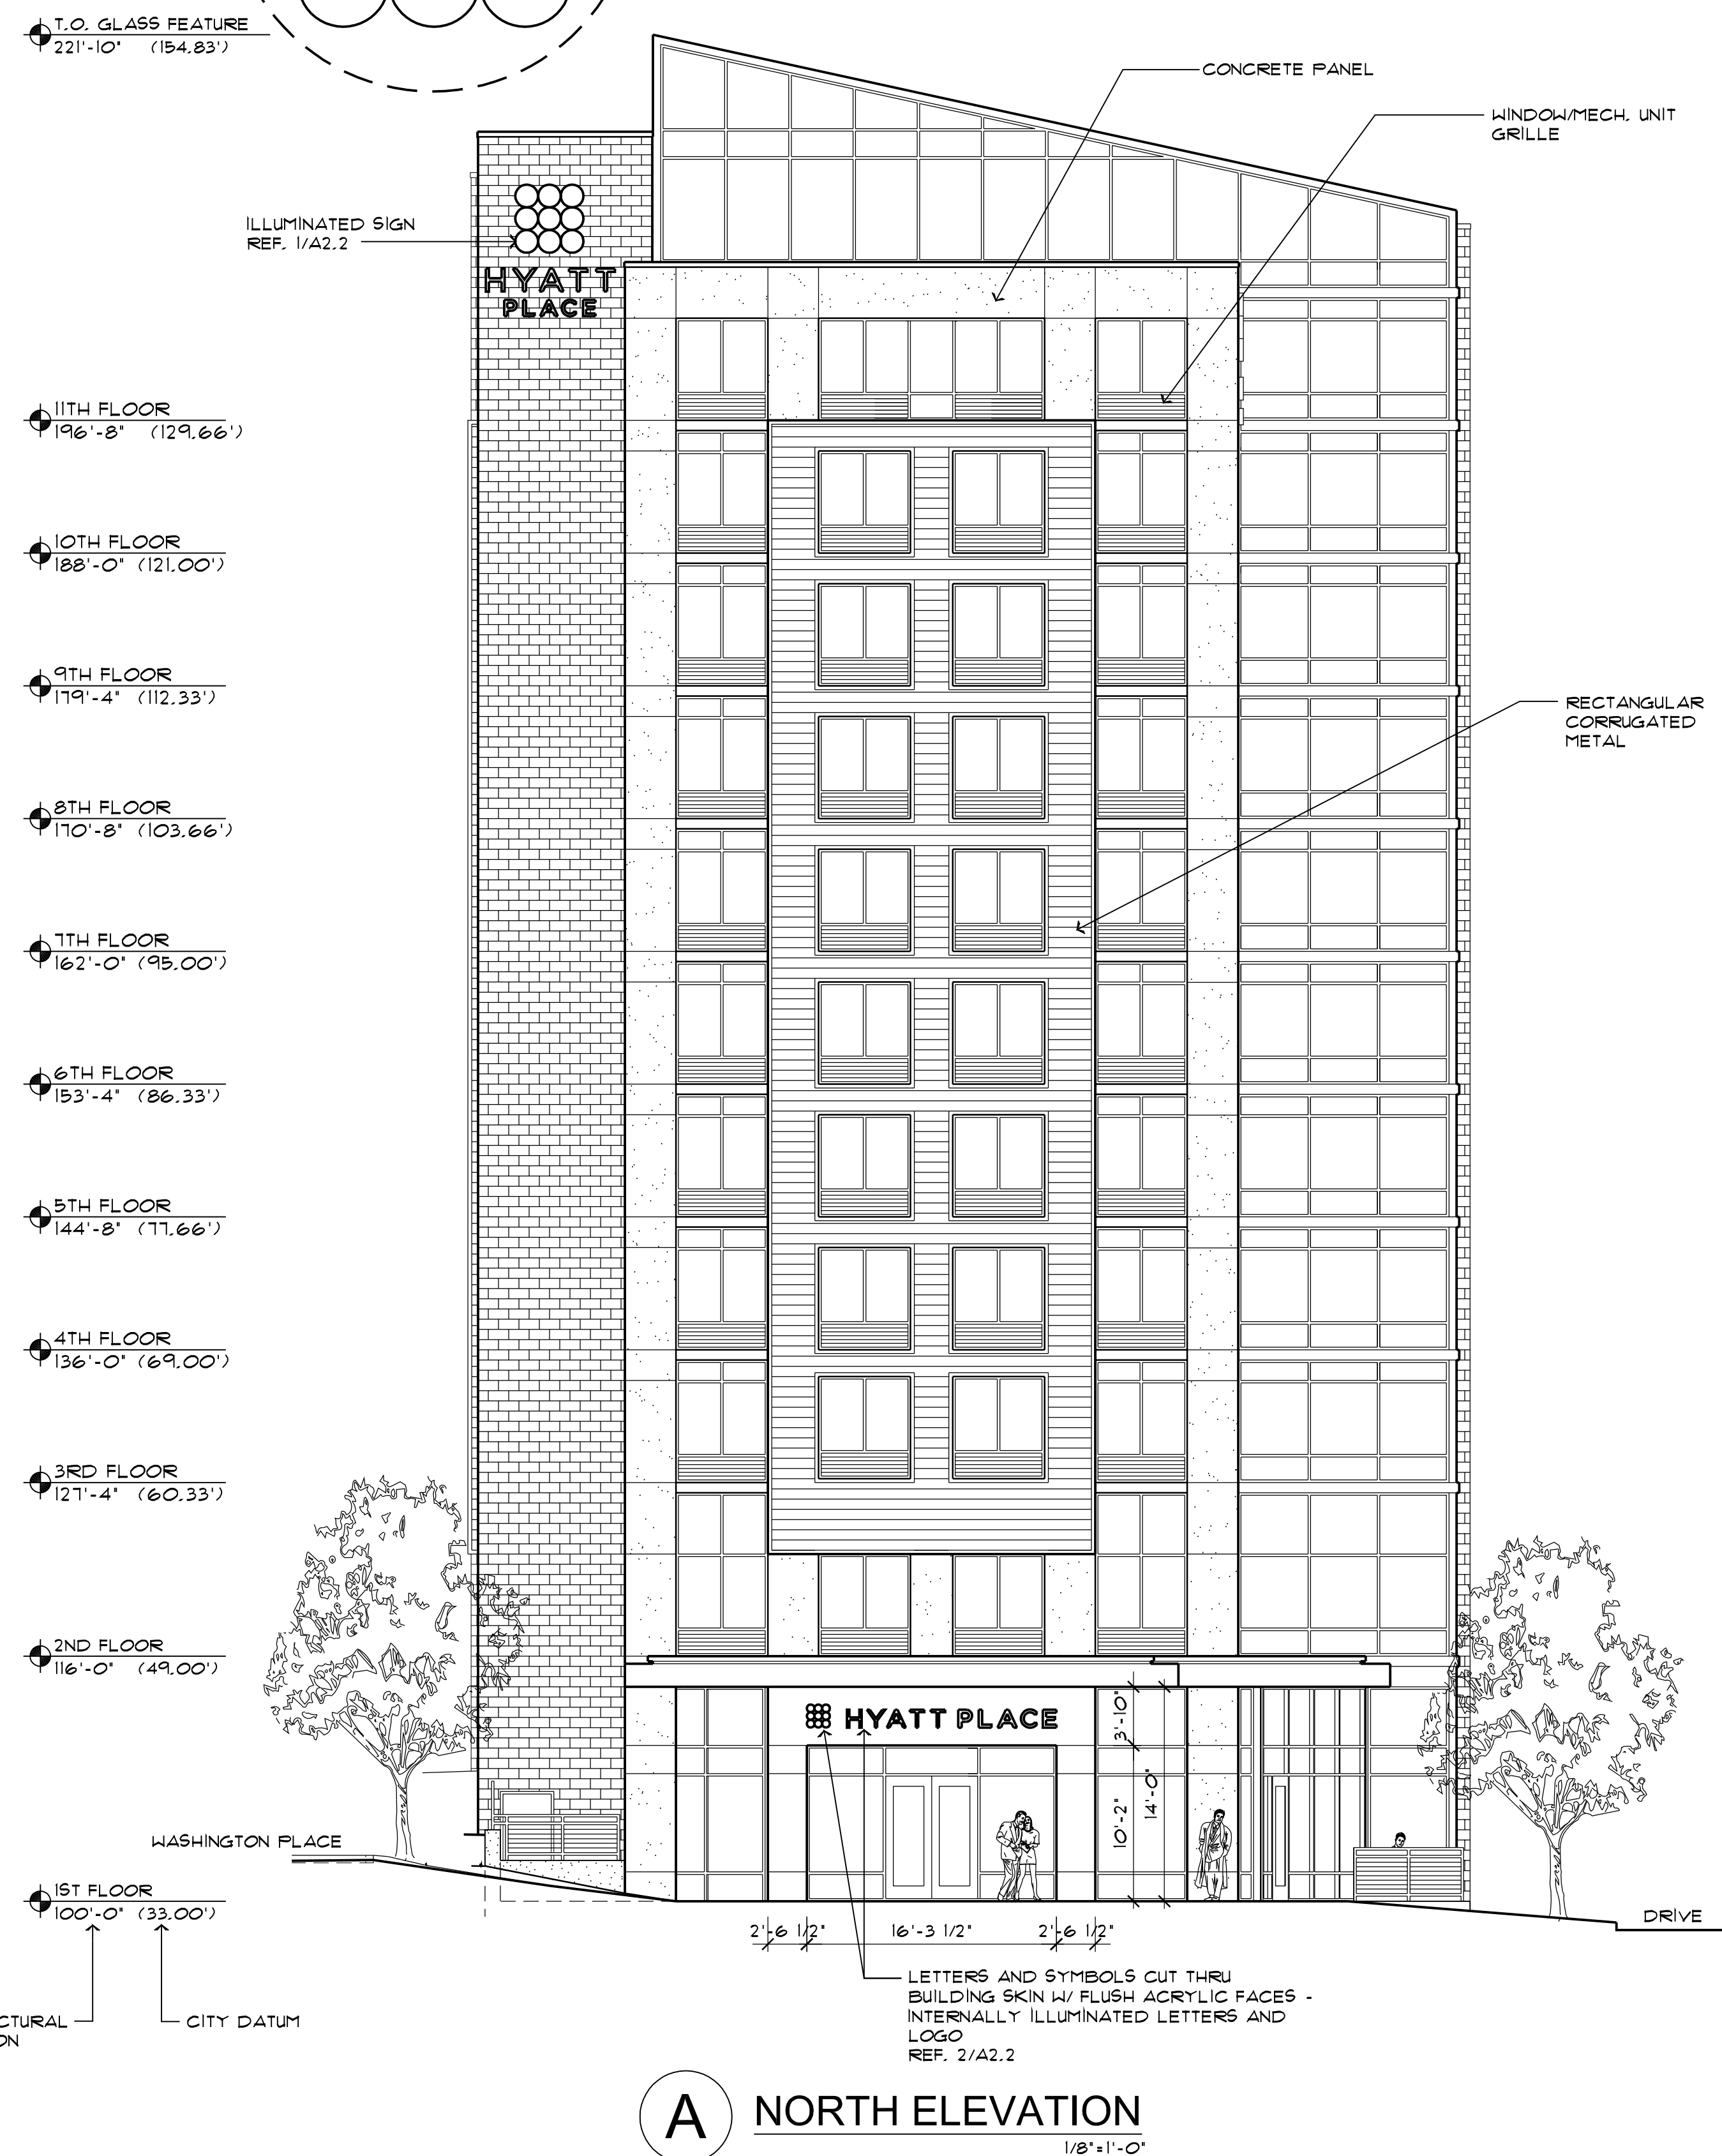 T.O. GLASS FEATURE
221'-10" (154.83')
CONCRETE PANEL
WINDOW/MECH. UNIT
GRILLE
ILLUMINATED SIGN
REF. 1/A2.2
HYATT
PLACE
11TH FLOOR
196'-8" (129.66')
10TH FLOOR
188'-0" (121.00')
9TH FLOOR
179'-4" (112.33')
RECTANGULAR
CORRUGATED
METAL
8TH FLOOR
170'-8" (103.66')
7TH FLOOR
162'-0" (95.00')
6TH FLOOR
153'-4" (86.33')
5TH FLOOR
144'-8" (77.66')
4TH FLOOR
136'-0" (69.00')
3RD FLOOR
127'-4" (60.33')
2ND FLOOR
116'-0" (49.00')
HYATT PLACE
3'-10"
10'-2"
14'-0"
WASHINGTON PLACE
1ST FLOOR
100'-0" (33.00')
DRIVE
2'-6 1/2"
16'-3 1/2"
2'-6 1/2"
LETTERS AND SYMBOLS CUT THRU
BUILDING SKIN W/ FLUSH ACRYLIC FACES -
INTERNALLY ILLUMINATED LETTERS AND
LOGO
REF. 2/A2.2
CTURAL
ON
CITY DATUM
A
NORTH ELEVATION
1/8"=1'-0"